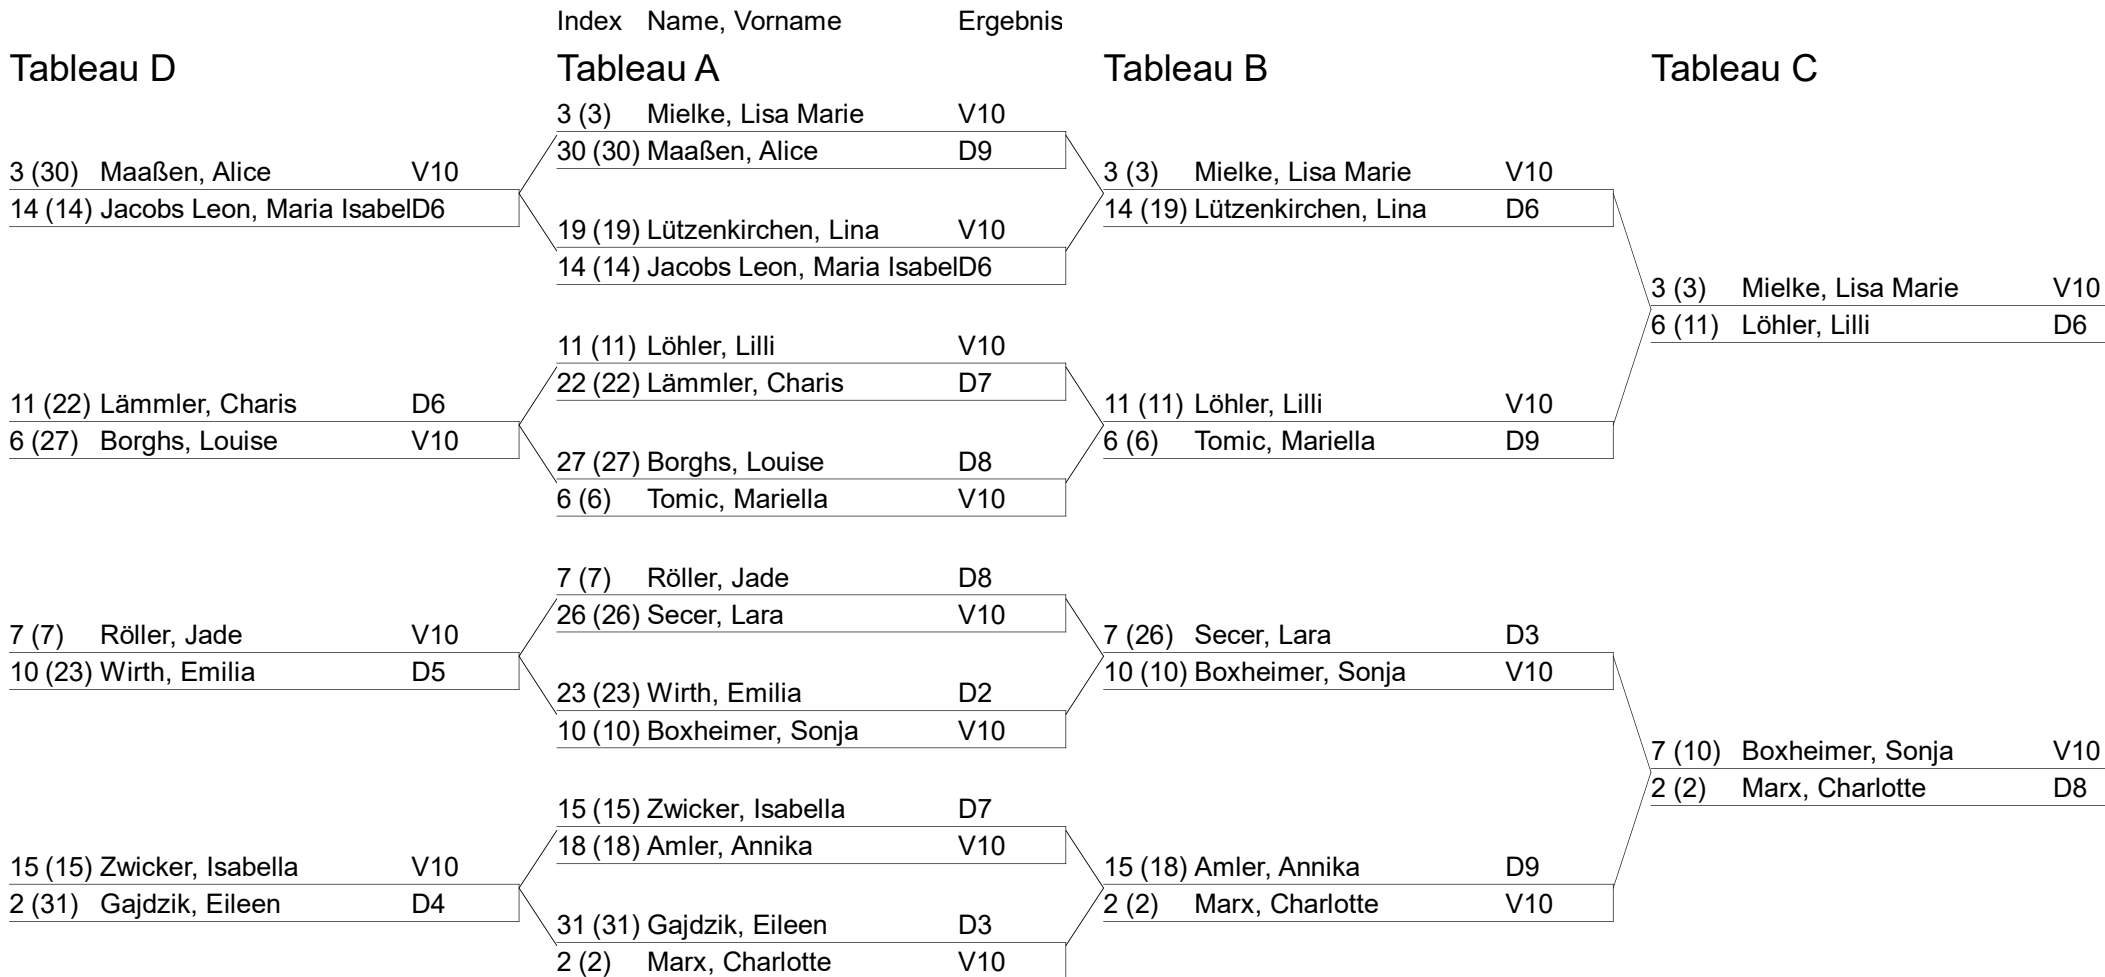 Index Name, Vorname Ergebnis
Tableau D Tableau A Tableau B Tableau C
3 (3) Mielke, Lisa Marie V10
30 (30) Maaßen, Alice D9
3 (30) Maaßen, Alice V10 3 (3) Mielke, Lisa Marie V10
14 (14) Jacobs Leon, Maria Isabel D6 14 (19) Lützenkirchen, Lina D6
19 (19) Lützenkirchen, Lina V10
14 (14) Jacobs Leon, Maria Isabel D6
3 (3) Mielke, Lisa Marie V10
6 (11) Löhler, Lilli D6
11 (11) Löhler, Lilli V10
22 (22) Lämmler, Charis D7
11 (22) Lämmler, Charis D6 11 (11) Löhler, Lilli V10
6 (27) Borghs, Louise V10 6 (6) Tomic, Mariella D9
27 (27) Borghs, Louise D8
6 (6) Tomic, Mariella V10
7 (7) Röller, Jade D8
26 (26) Secer, Lara V10
7 (7) Röller, Jade V10 7 (26) Secer, Lara D3
10 (23) Wirth, Emilia D5 10 (10) Boxheimer, Sonja V10
23 (23) Wirth, Emilia D2
10 (10) Boxheimer, Sonja V10
7 (10) Boxheimer, Sonja V10
2 (2) Marx, Charlotte D8
15 (15) Zwicker, Isabella D7
18 (18) Amler, Annika V10
15 (15) Zwicker, Isabella V10 15 (18) Amler, Annika D9
2 (31) Gajdzik, Eileen D4 2 (2) Marx, Charlotte V10
31 (31) Gajdzik, Eileen D3
2 (2) Marx, Charlotte V10